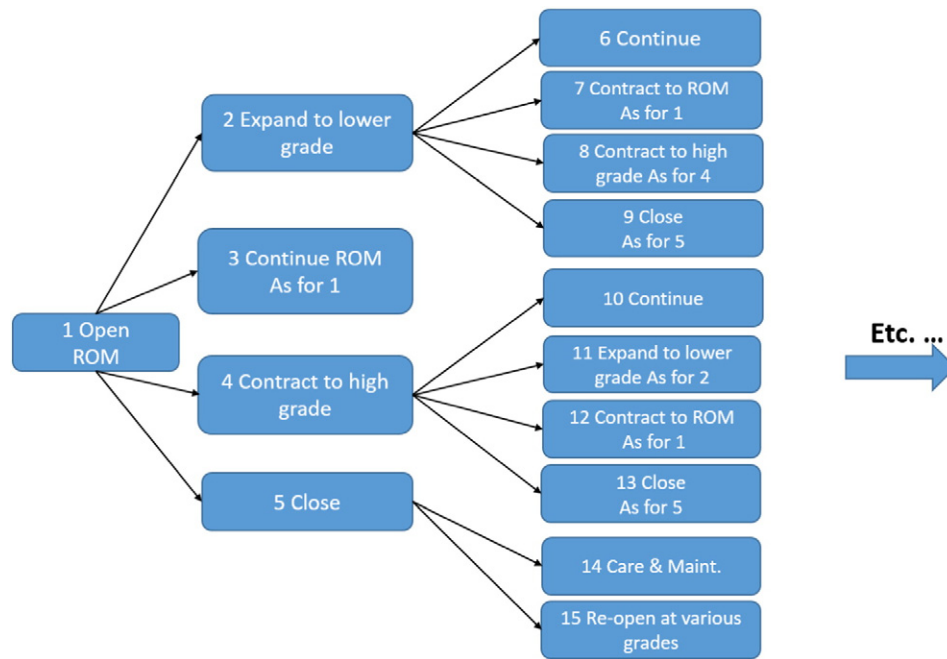 1 Open
ROM
2 Expand to lower
grade
3 Continue ROM
As for 1
4 Contract to high
grade
5 Close
6 Continue
7 Contract to ROM
As for 1
8 Contract to high
grade As for 4
9 Close
As for 5
10 Continue
11 Expand to lower
grade As for 2
12 Contract to ROM
As for 1
13 Close
As for 5
14 Care & Maint.
15 Re-open at various
grades
Etc. ...